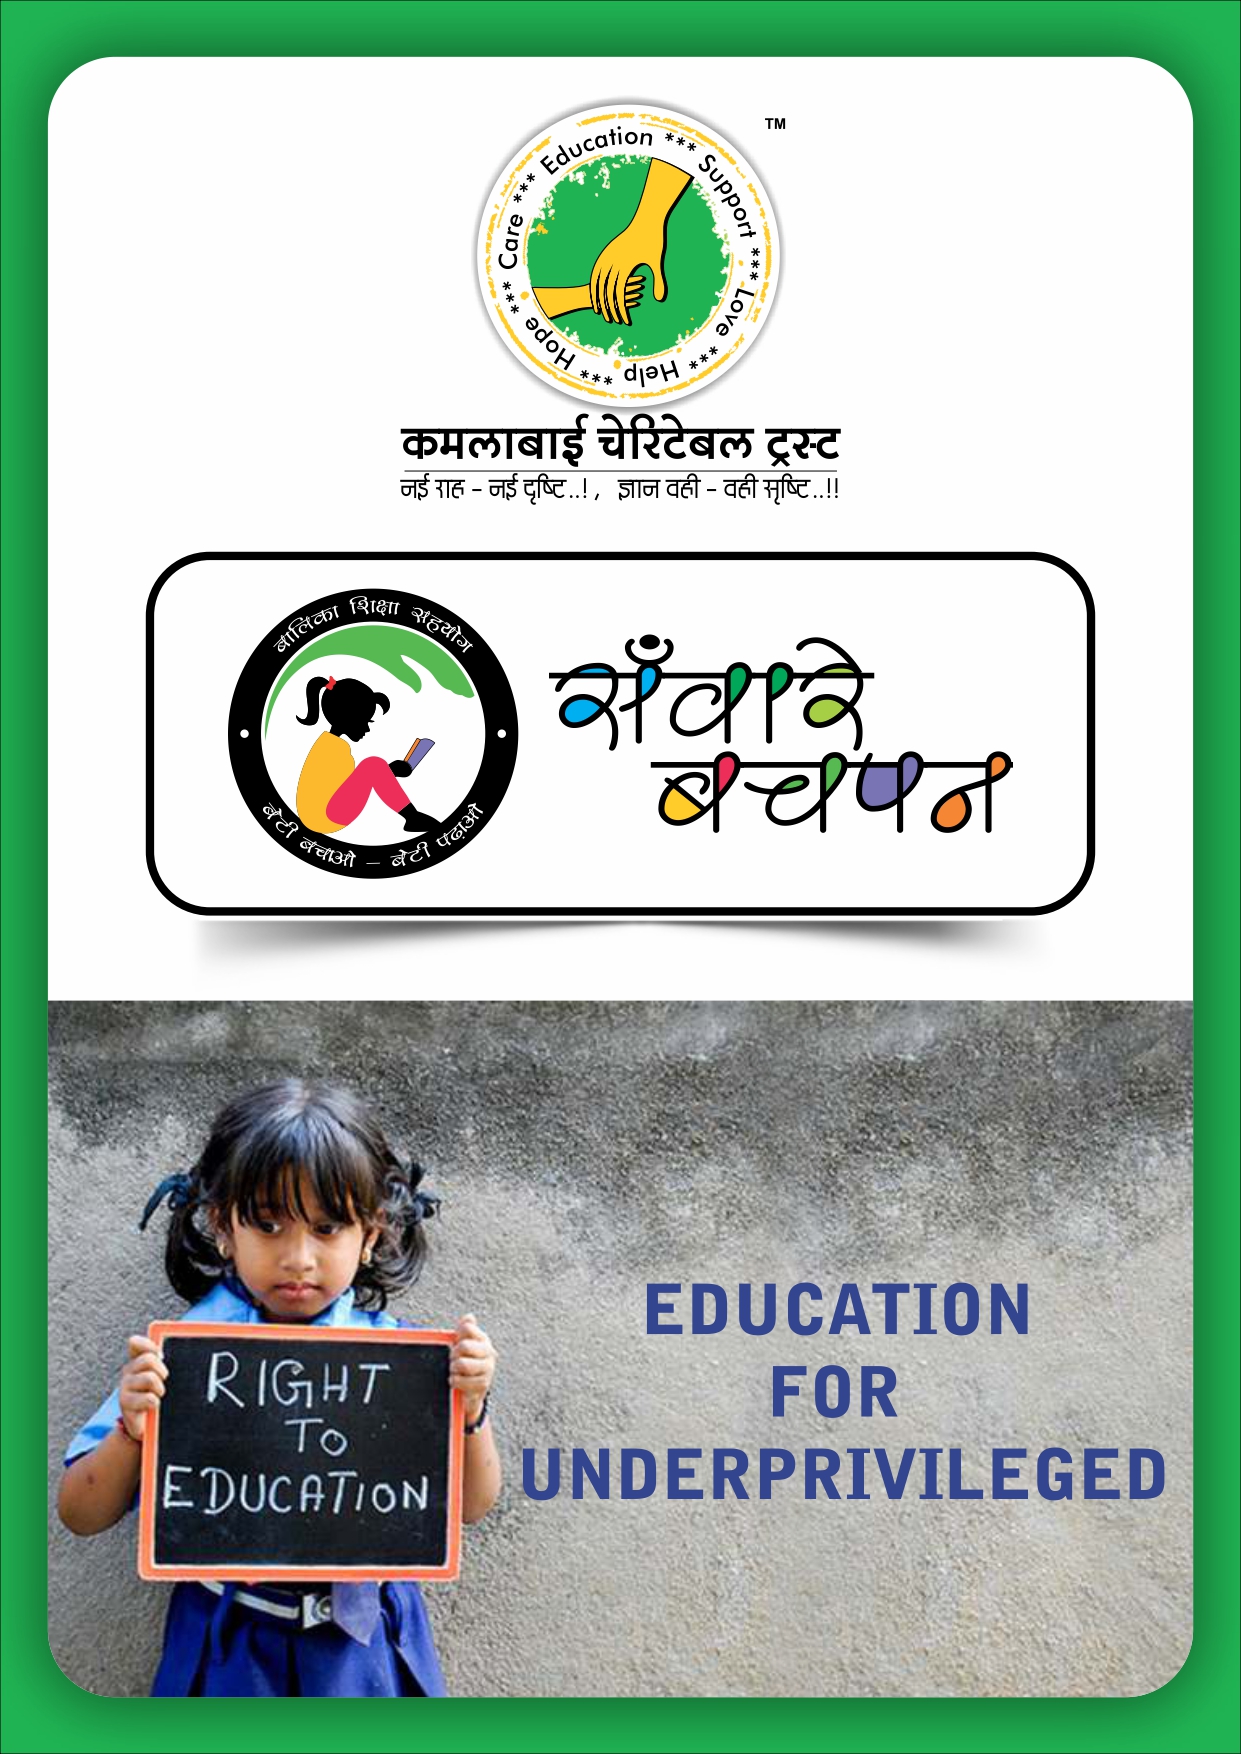 TM
*** Education *** Support *** Love *** Help *** Hope *** Care
कमलाबाई चेरिटेबल ट्रस्ट
नई राह – नई दृष्टि..! , ज्ञान वही – वही सृष्टि..!!
बालिका शिक्षा सहयोग
बेटी बचाओ – बेटी पढ़ाओ
सँवारे
बचपन
RIGHT
TO
EDUCATION
EDUCATION
FOR
UNDERPRIVILEGED